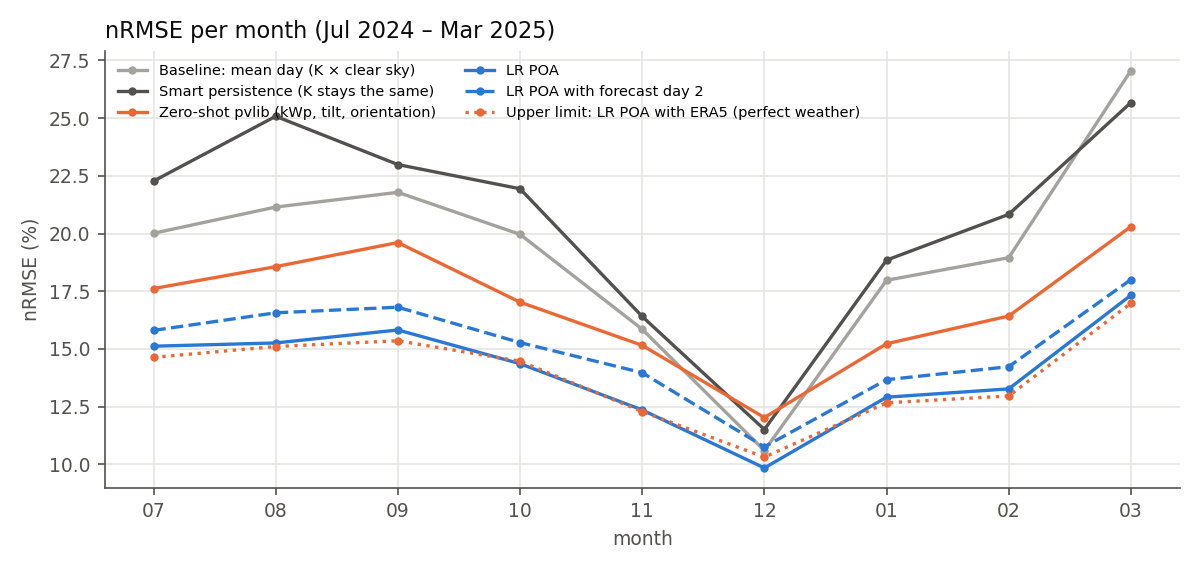 nRMSE per month (Jul 2024 – Mar 2025)
Baseline: mean day (K × clear sky)
Smart persistence (K stays the same)
Zero-shot pvlib (kWp, tilt, orientation)
LR POA
LR POA with forecast day 2
Upper limit: LR POA with ERA5 (perfect weather)
nRMSE (%)
27.5
25.0
22.5
20.0
17.5
15.0
12.5
10.0
07 08 09 10 11 12 01 02 03
month